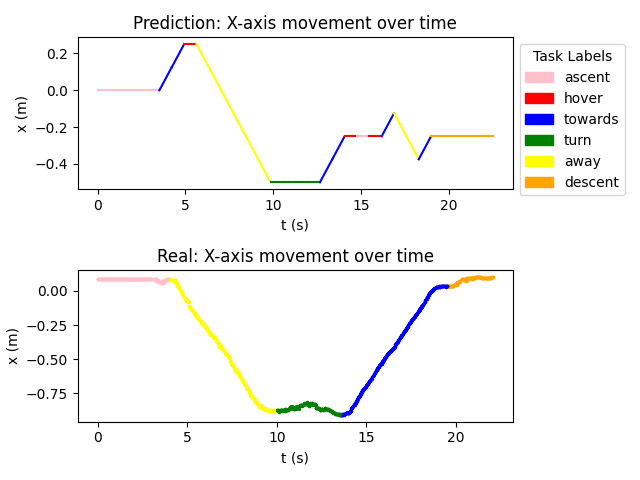 Prediction: X-axis movement over time
0.2
0.0
−0.2
−0.4
x (m)
0 5 10 15 20
t (s)
Task Labels
ascent
hover
towards
turn
away
descent
Real: X-axis movement over time
0.00
−0.25
−0.50
−0.75
x (m)
0 5 10 15 20
t (s)